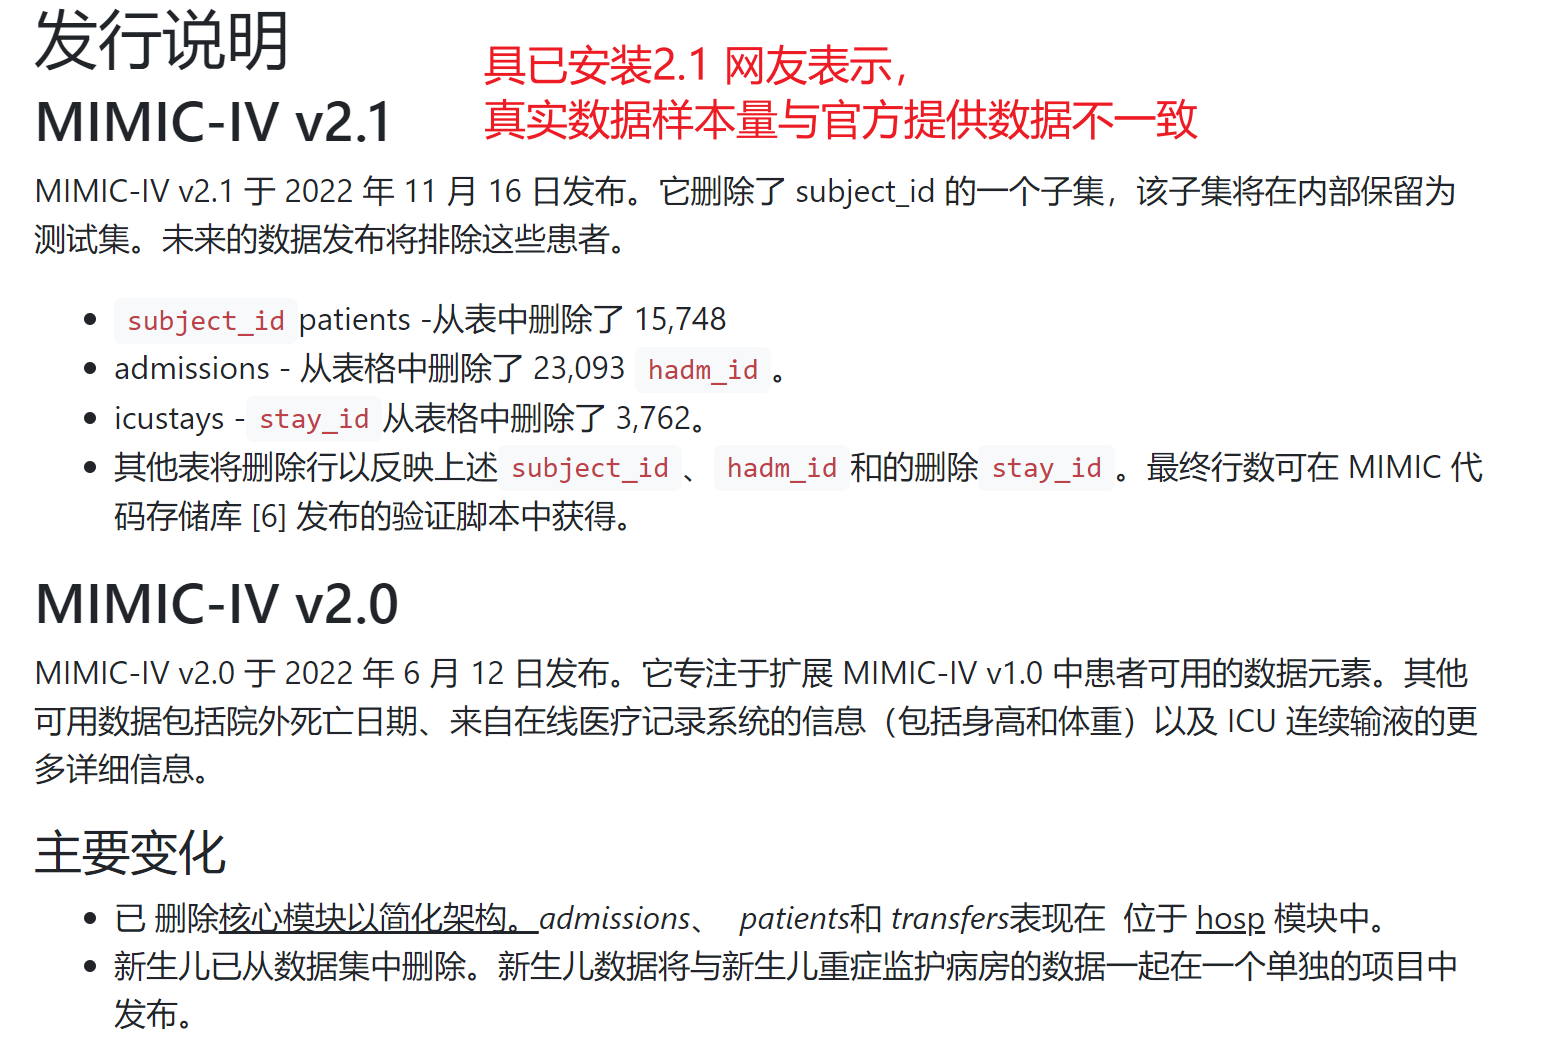 发行说明
具已安装2.1 网友表示，
MIMIC-IV v2.1
真实数据样本量与官方提供数据不一致
MIMIC-IV v2.1 于 2022 年 11 月 16 日发布。它删除了 subject_id 的一个子集，该子集将在内部保留为
测试集。未来的数据发布将排除这些患者。
• subject_id patients -从表中删除了 15,748
• admissions - 从表格中删除了 23,093 hadm_id 。
• icustays - stay_id 从表格中删除了 3,762。
• 其他表将删除行以反映上述 subject_id 、 hadm_id 和的删除 stay_id 。最终行数可在 MIMIC 代
码存储库 [6] 发布的验证脚本中获得。
MIMIC-IV v2.0
MIMIC-IV v2.0 于 2022 年 6 月 12 日发布。它专注于扩展 MIMIC-IV v1.0 中患者可用的数据元素。其他
可用数据包括院外死亡日期、来自在线医疗记录系统的信息（包括身高和体重）以及 ICU 连续输液的更
多详细信息。
主要变化
• 已 删除核心模块以简化架构。admissions、 patients和 transfers表现在 位于 hosp 模块中。
• 新生儿已从数据集中删除。新生儿数据将与新生儿重症监护病房的数据一起在一个单独的项目中
发布。